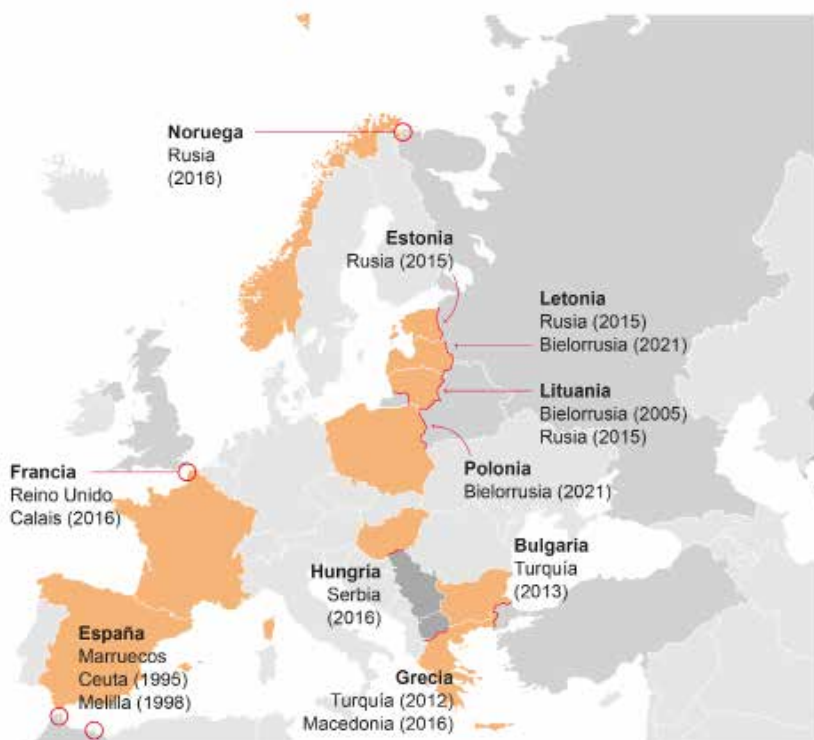 Noruega
Rusia
(2016)
Estonia
Rusia (2015)
Letonia
Rusia (2015)
Bielorrusia (2021)
Lituania
Bielorrusia (2005)
Rusia (2015)
Francia
Reino Unido
Calais (2016)
Polonia
Bielorrusia (2021)
Hungría
Serbia
(2016)
Bulgaria
Turquía
(2013)
España
Marruecos
Ceuta (1995)
Melilla (1998)
Grecia
Turquía (2012)
Macedonia (2016)